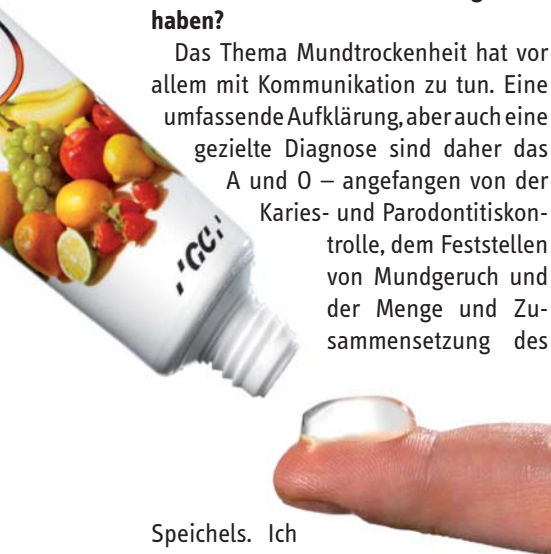 haben?
Das Thema Mundtrockenheit hat vor
allem mit Kommunikation zu tun. Eine
umfassende Aufklärung, aber auch eine
gezielte Diagnose sind daher das
A und O – angefangen von der
Karies- und Parodontitiskon-
trolle, dem Feststellen
von Mundgeruch und
der Menge und Zu-
sammensetzung des
'GC,'
Speichels. Ich